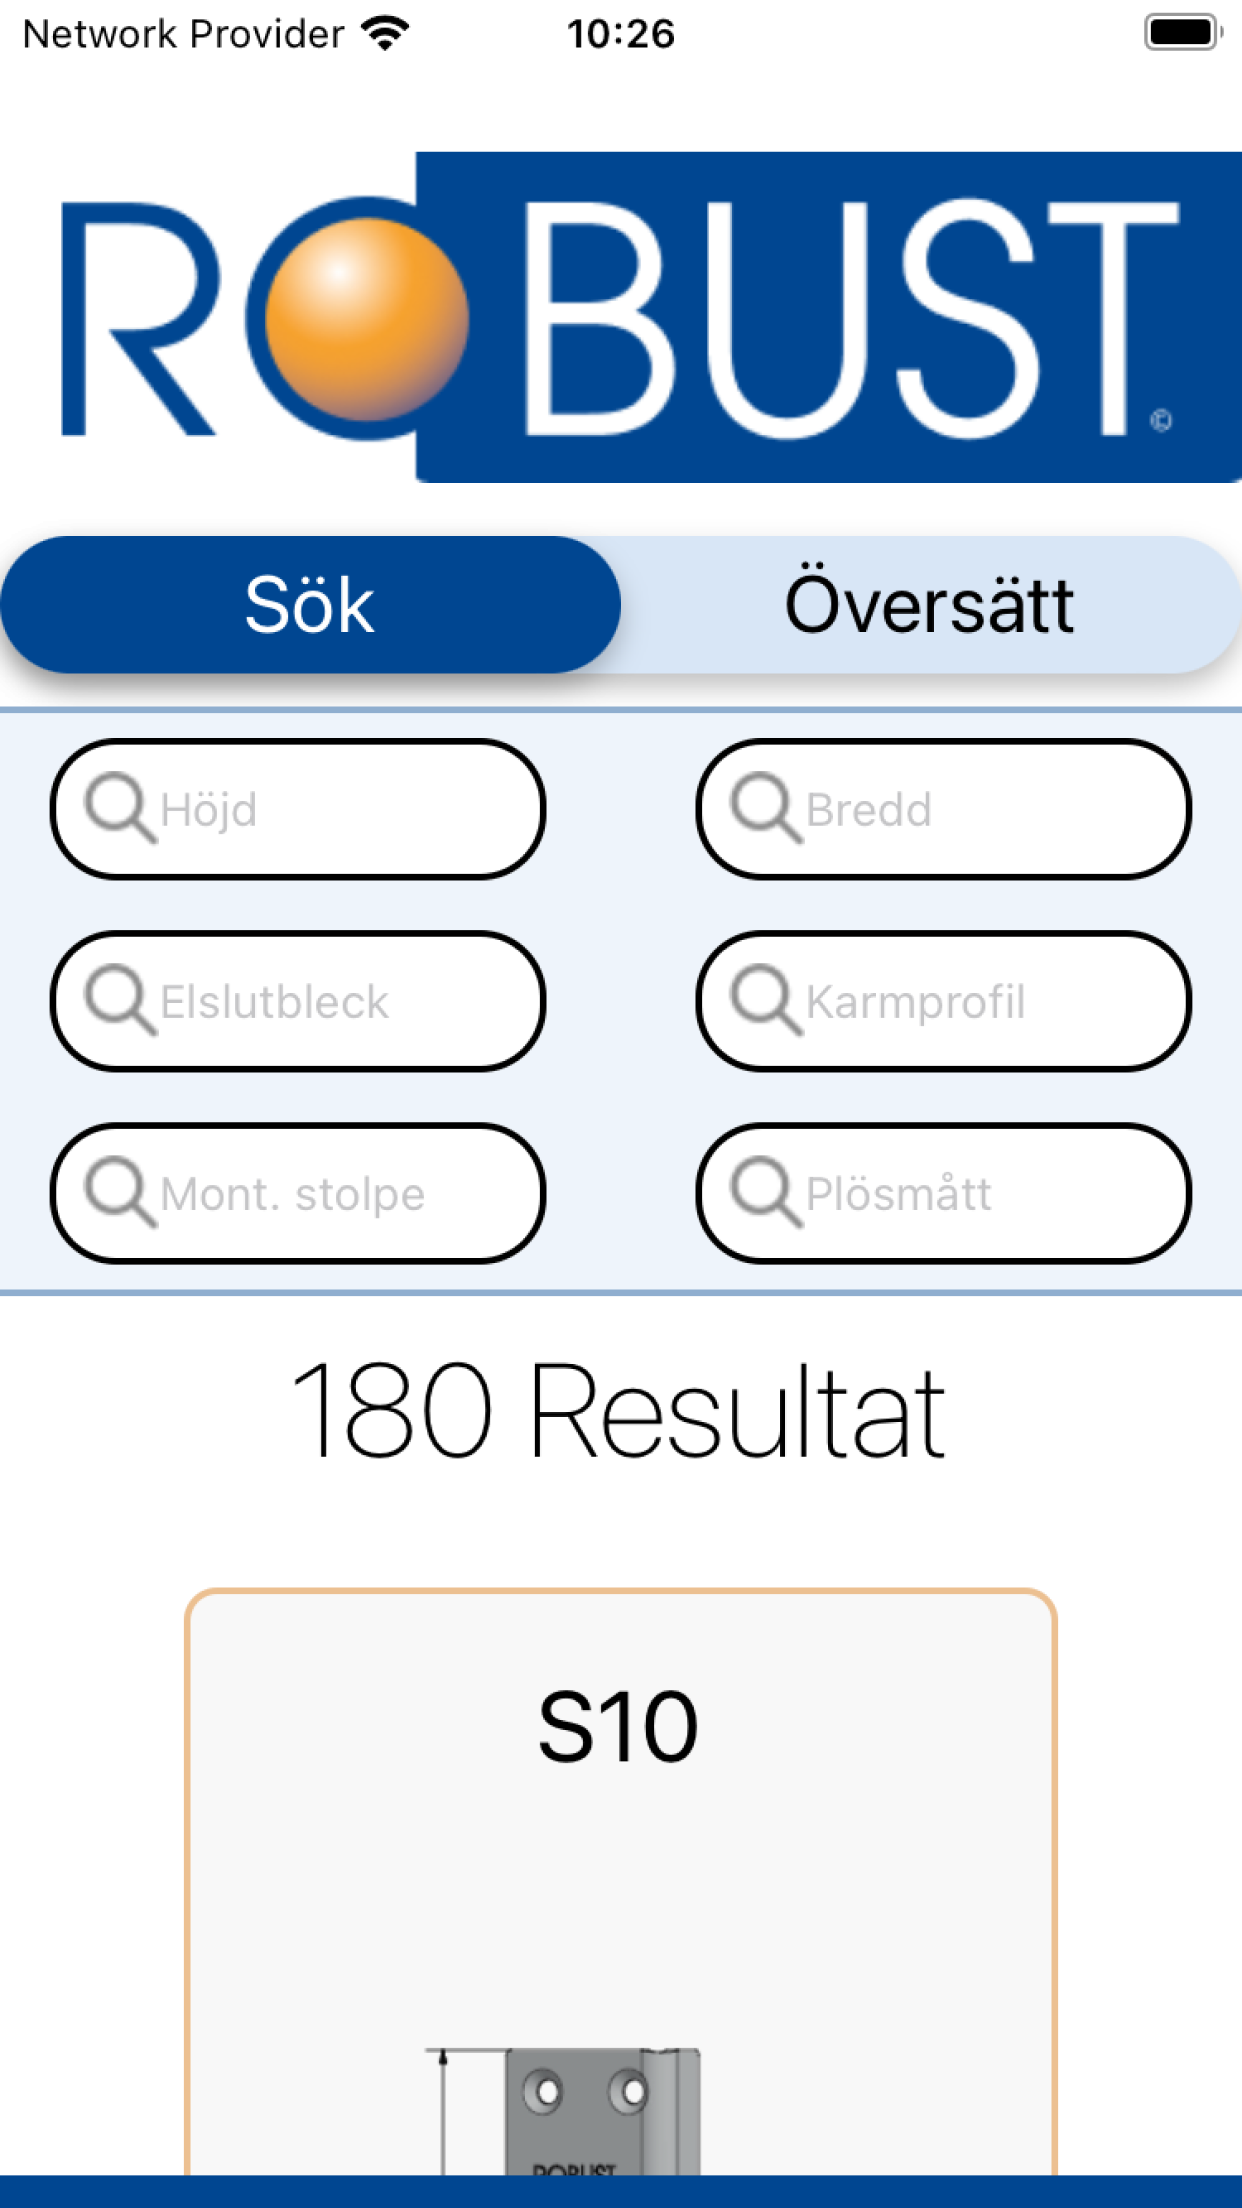 Network Provider 10:26
ROBUST
©
Sök Översätt
Höjd Bredd
Elslutbleck Karmprofil
Mont. stolpe Plösmått
180 Resultat
S10
ROBUST